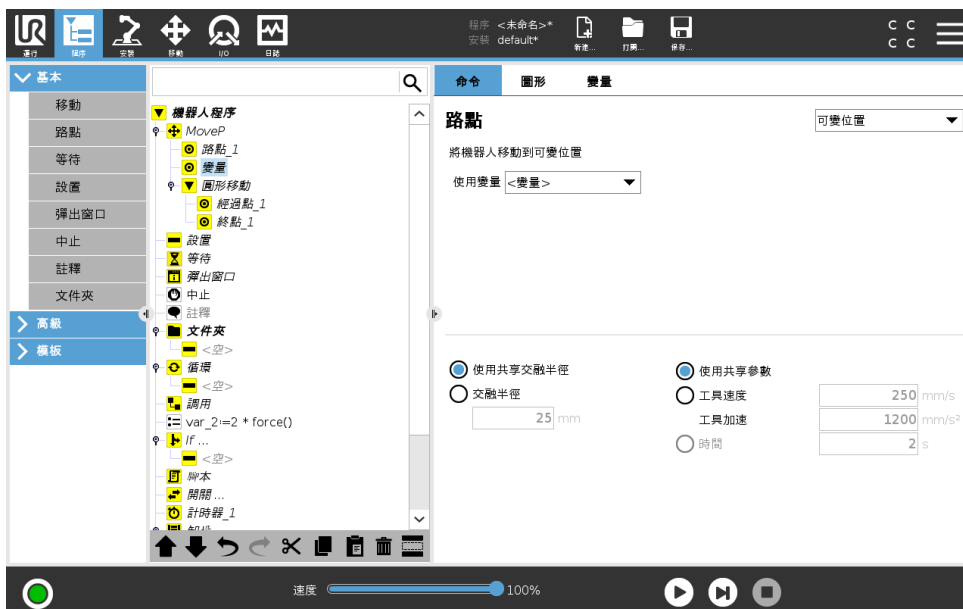 運行 程序 安裝 移動 I/O 日誌
程序 <未命名>*
安裝 default*
新建... 打開... 保存...
C C
C C
基本
移動
路點
等待
設置
彈出窗口
中止
註釋
文件夾
高級
模板
機器人程序
MoveP
路點_1
變量
圓形移動
經過點_1
終點_1
設置
等待
彈出窗口
中止
註釋
文件夾
<空>
循環
<空>
調用
var_2:=2 * force()
If ...
<空>
腳本
開關 ...
計時器_1
命令 圖形 變量
路點
可變位置
將機器人移動到可變位置
使用變量 <變量>
使用共享交融半徑
交融半徑
25 mm
使用共享參數
工具速度 250 mm/s
工具加速 1200 mm/s²
時間 2 s
速度 100%